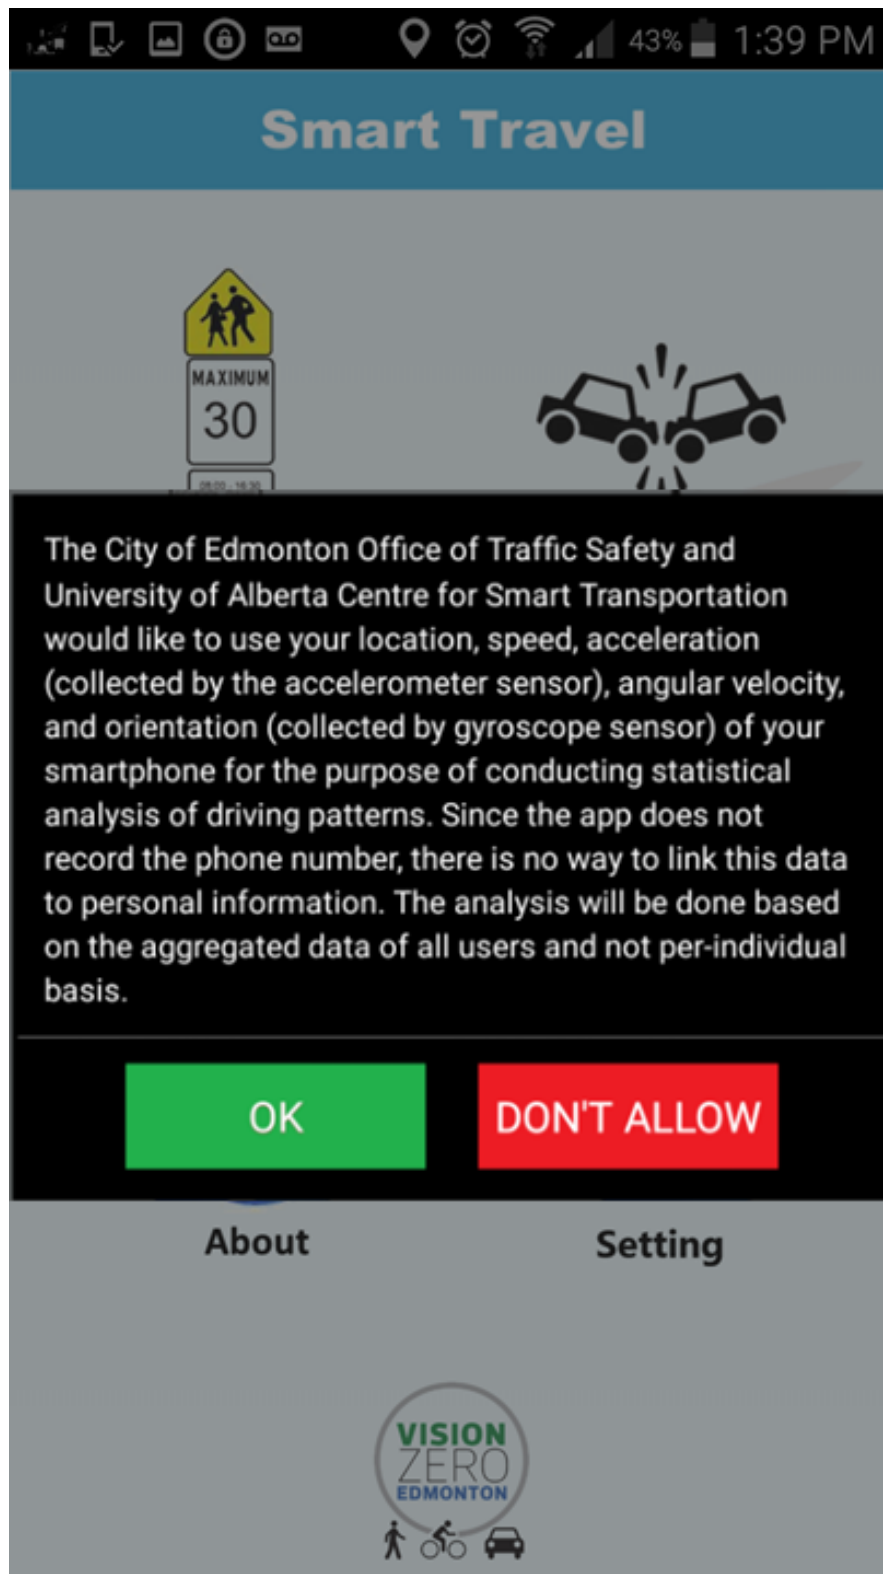 43% 1:39 PM
Smart Travel
MAXIMUM
30
08:00 - 16:30
The City of Edmonton Office of Traffic Safety and
University of Alberta Centre for Smart Transportation
would like to use your location, speed, acceleration
(collected by the accelerometer sensor), angular velocity,
and orientation (collected by gyroscope sensor) of your
smartphone for the purpose of conducting statistical
analysis of driving patterns. Since the app does not
record the phone number, there is no way to link this data
to personal information. The analysis will be done based
on the aggregated data of all users and not per-individual
basis.
OK DON'T ALLOW
About Setting
VISION
ZERO
EDMONTON